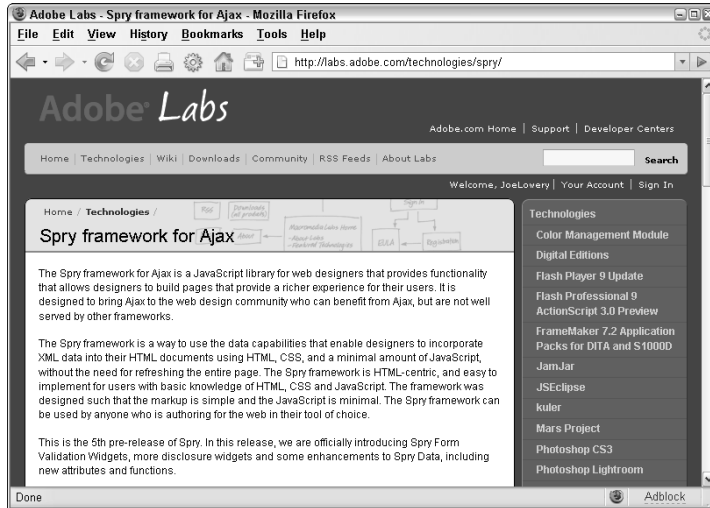 Adobe Labs - Spry framework for Ajax - Mozilla Firefox
File Edit View History Bookmarks Tools Help
http://labs.adobe.com/technologies/spry/
Adobe Labs
Adobe.com Home | Support | Developer Centers
Home | Technologies | Wiki | Downloads | Community | RSS Feeds | About Labs
Search
Welcome, JoeLowery | Your Account | Sign In
Home / Technologies /
Spry framework for Ajax
RSS
About
EULA
Registration
The Spry framework for Ajax is a JavaScript library for web designers that provides functionality
that allows designers to build pages that provide a richer experience for their users. It is
designed to bring Ajax to the web design community who can benefit from Ajax, but are not well
served by other frameworks.
The Spry framework is a way to use the data capabilities that enable designers to incorporate
XML data into their HTML documents using HTML, CSS, and a minimal amount of JavaScript,
without the need for refreshing the entire page. The Spry framework is HTML-centric, and easy to
implement for users with basic knowledge of HTML, CSS and JavaScript. The framework was
designed such that the markup is simple and the JavaScript is minimal. The Spry framework can
be used by anyone who is authoring for the web in their tool of choice.
This is the 5th pre-release of Spry. In this release, we are officially introducing Spry Form
Validation Widgets, more disclosure widgets and some enhancements to Spry Data, including
new attributes and functions.
Technologies
Color Management Module
Digital Editions
Flash Player 9 Update
Flash Professional 9
ActionScript 3.0 Preview
FrameMaker 7.2 Application
Packs for DITA and S1000D
JamJar
JSEclipse
kuler
Mars Project
Photoshop CS3
Photoshop Lightroom
Done
Adblock